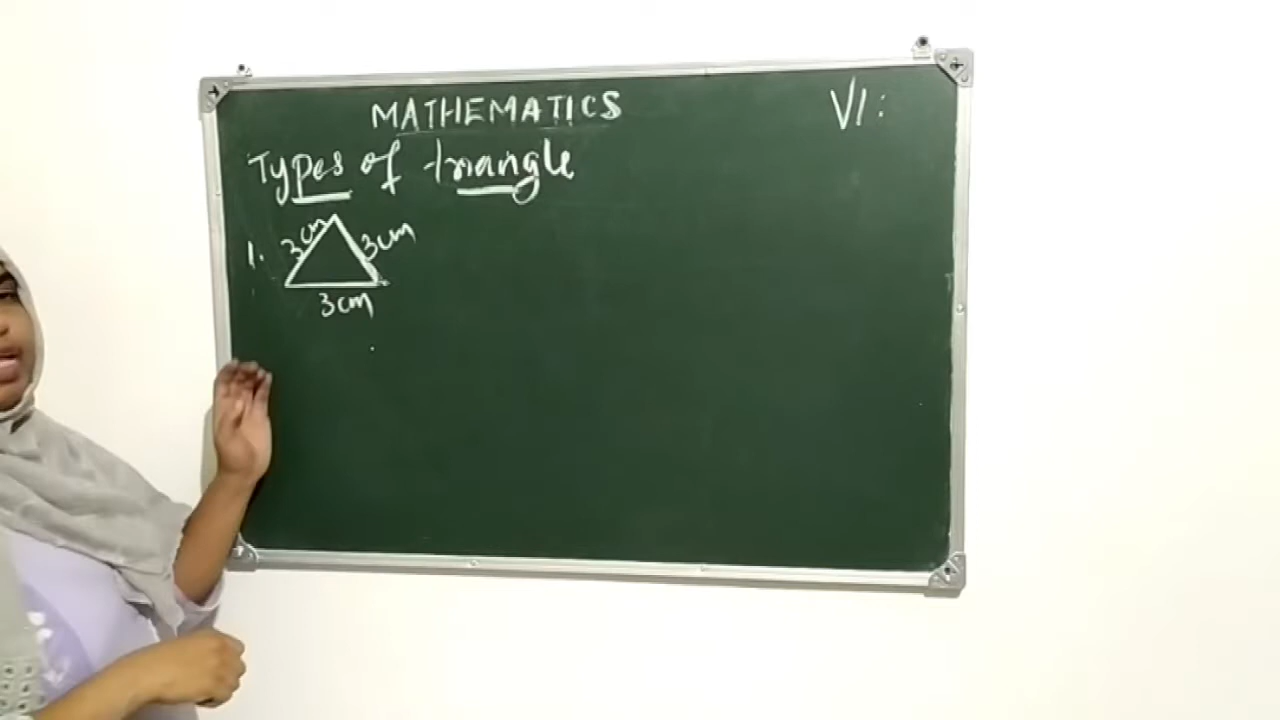 MATHEMATICS
VI:
Types of triangle
1. 3cm 3cm
3cm